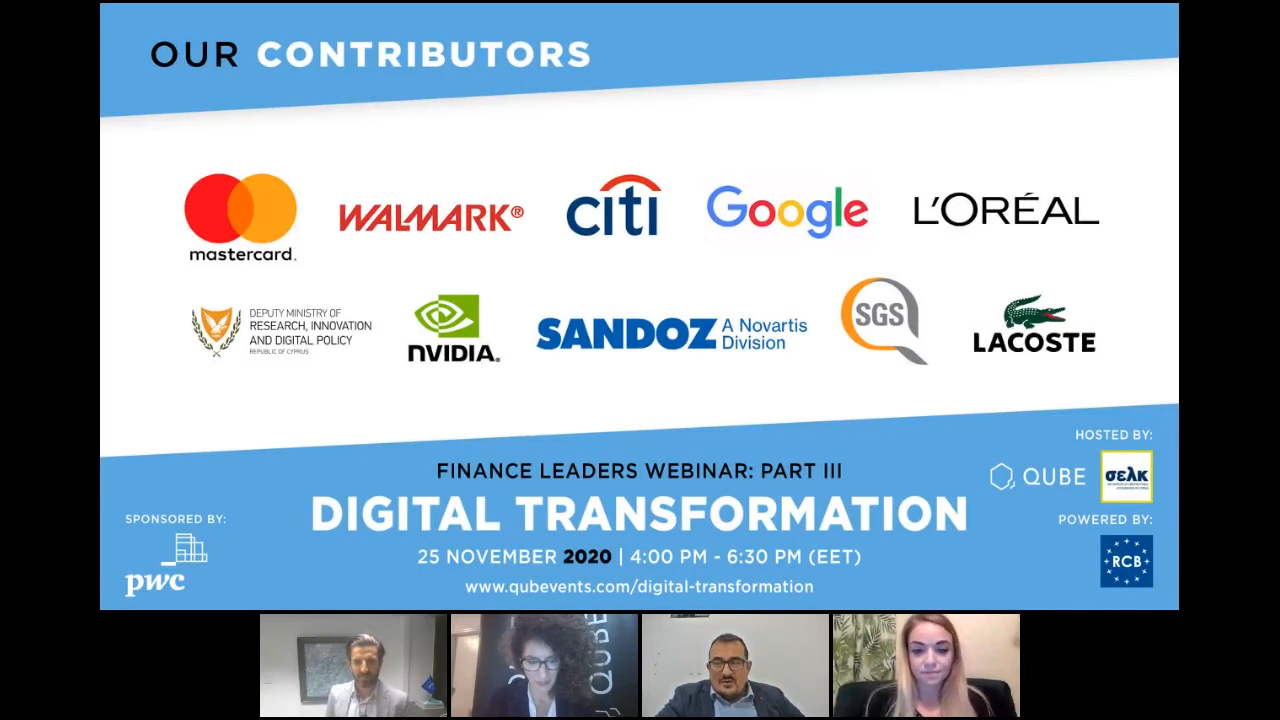 OUR CONTRIBUTORS
mastercard.
WALMARK®
citi
Google
L'ORÉAL
DEPUTY MINISTRY OF
RESEARCH, INNOVATION
AND DIGITAL POLICY
REPUBLIC OF CYPRUS
NVIDIA.
SANDOZ A Novartis
Division
SGS
LACOSTE
FINANCE LEADERS WEBINAR: PART III
DIGITAL TRANSFORMATION
25 NOVEMBER 2020 | 4:00 PM - 6:30 PM (EET)
www.qubevents.com/digital-transformation
SPONSORED BY:
pwc
HOSTED BY:
QUBE
σελκ
POWERED BY:
RCB
QUBE